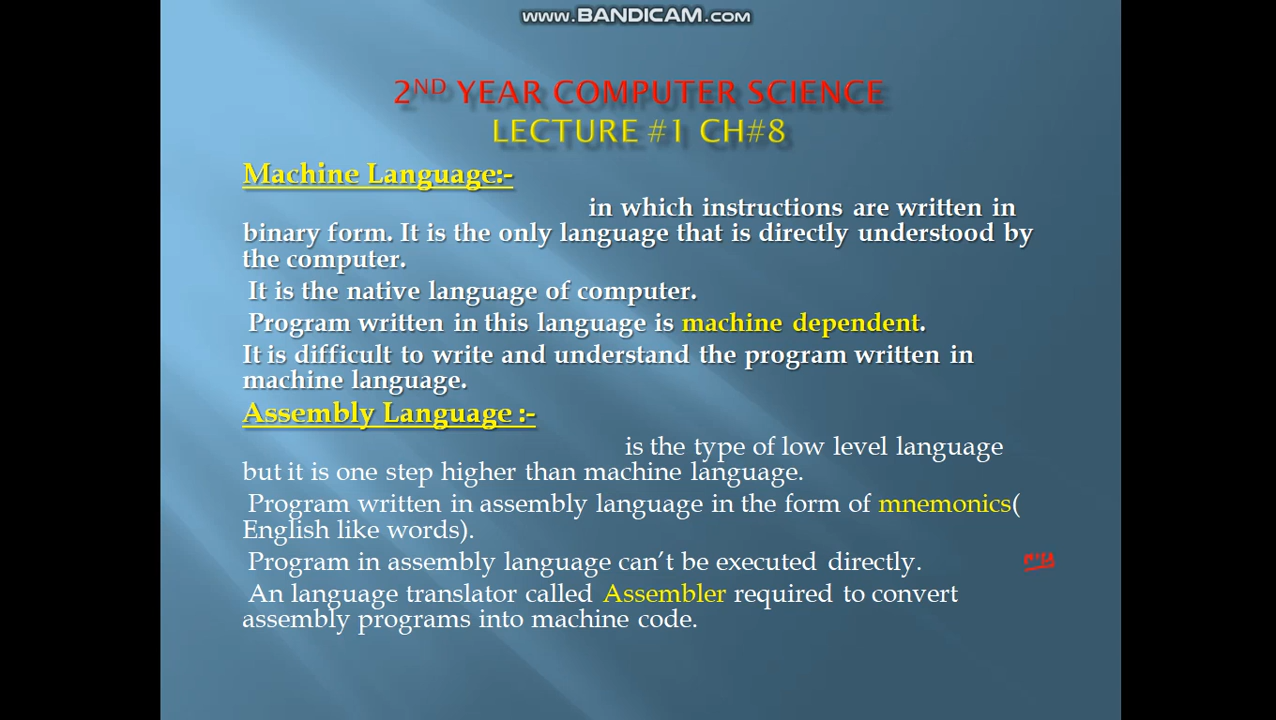 www.BANDICAM.com
2ND YEAR COMPUTER SCIENCE
LECTURE #1 CH#8
Machine Language:-
in which instructions are written in
binary form. It is the only language that is directly understood by
the computer.
It is the native language of computer.
Program written in this language is machine dependent.
It is difficult to write and understand the program written in
machine language.
Assembly Language :-
is the type of low level language
but it is one step higher than machine language.
Program written in assembly language in the form of mnemonics(
English like words).
Program in assembly language can't be executed directly.
An language translator called Assembler required to convert
assembly programs into machine code.